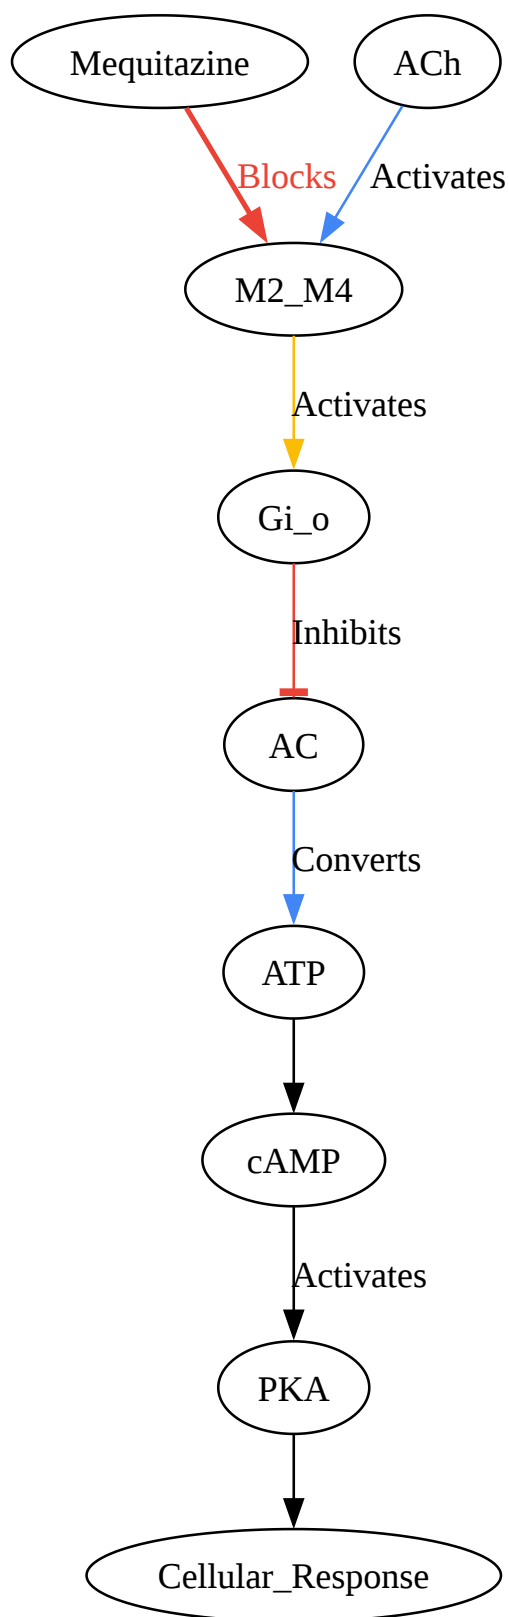 Mequitazine
ACh
Blocks
Activates
M2_M4
Activates
Gi_o
Inhibits
AC
Converts
ATP
cAMP
Activates
PKA
Cellular_Response